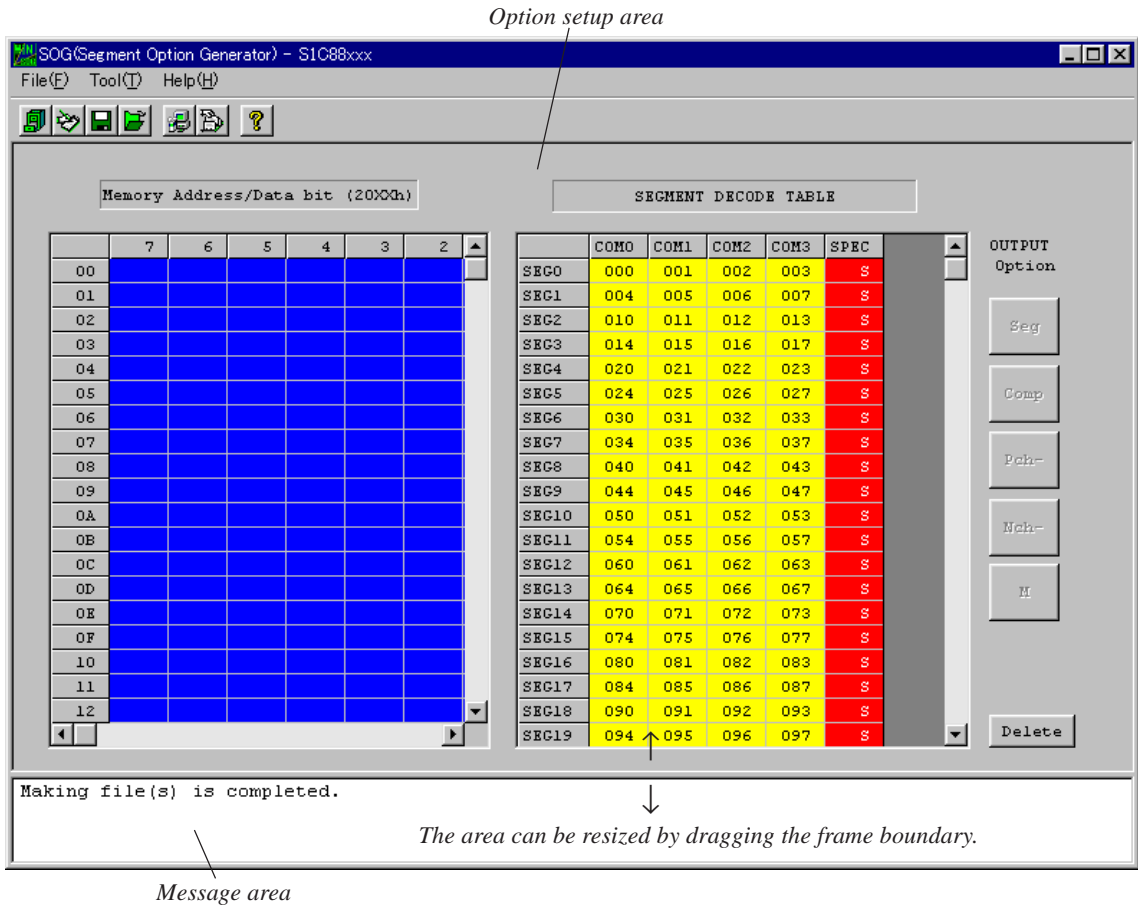 Option setup area
SOG(Segment Option Generator) - S1C88xxx
File(F) Tool(T) Help(H)
Memory Address/Data bit (20XXh)
SEGMENT DECODE TABLE
7 6 5 4 3 2
00
01
02
03
04
05
06
07
08
09
0A
0B
0C
0D
0E
0F
10
11
12
COM0 COM1 COM2 COM3 SPEC
SEG0 000 001 002 003 S
SEG1 004 005 006 007 S
SEG2 010 011 012 013 S
SEG3 014 015 016 017 S
SEG4 020 021 022 023 S
SEG5 024 025 026 027 S
SEG6 030 031 032 033 S
SEG7 034 035 036 037 S
SEG8 040 041 042 043 S
SEG9 044 045 046 047 S
SEG10 050 051 052 053 S
SEG11 054 055 056 057 S
SEG12 060 061 062 063 S
SEG13 064 065 066 067 S
SEG14 070 071 072 073 S
SEG15 074 075 076 077 S
SEG16 080 081 082 083 S
SEG17 084 085 086 087 S
SEG18 090 091 092 093 S
SEG19 094 095 096 097 S
OUTPUT
Option
Seg
Comp
Pch-
Nch-
M
Delete
Making file(s) is completed.
The area can be resized by dragging the frame boundary.
Message area